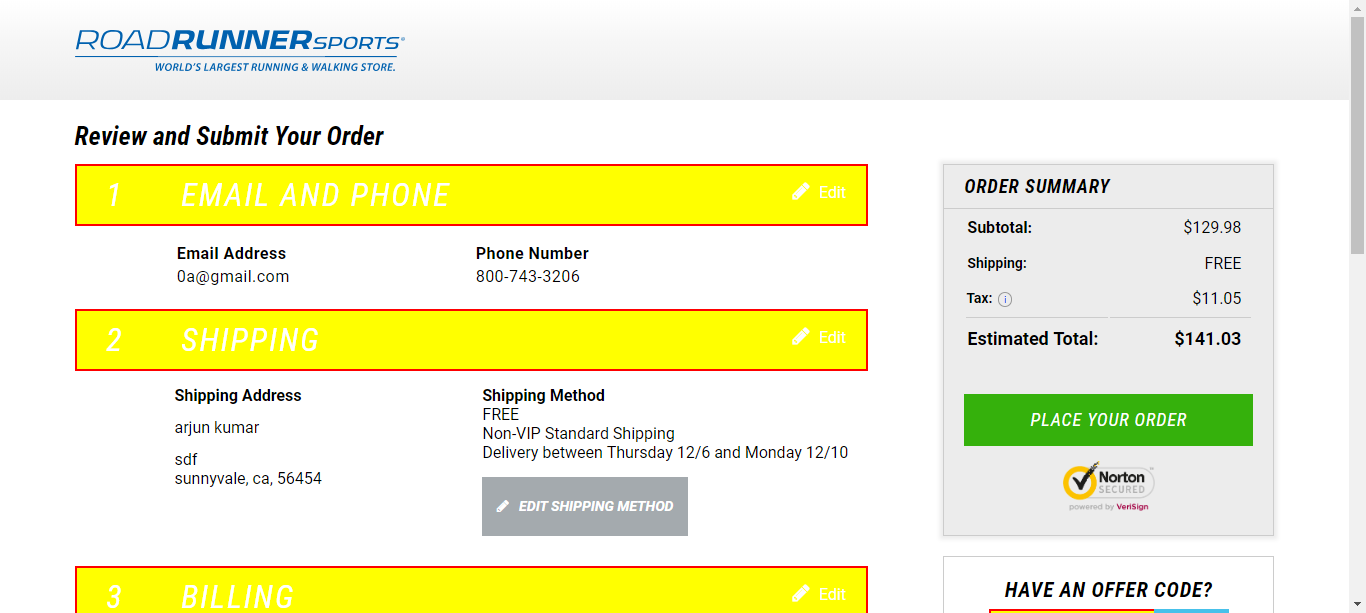 ROADRUNNERSPORTS
WORLD'S LARGEST RUNNING & WALKING STORE.
Review and Submit Your Order
1 EMAIL AND PHONE Edit
Email Address Phone Number
0a@gmail.com 800-743-3206
2 SHIPPING Edit
Shipping Address
arjun kumar
sdf
sunnyvale, ca, 56454
Shipping Method
FREE
Non-VIP Standard Shipping
Delivery between Thursday 12/6 and Monday 12/10
EDIT SHIPPING METHOD
3 BILLING Edit
ORDER SUMMARY
Subtotal: $129.98
Shipping: FREE
Tax: i $11.05
Estimated Total: $141.03
PLACE YOUR ORDER
Norton
SECURED
powered by VeriSign
HAVE AN OFFER CODE?